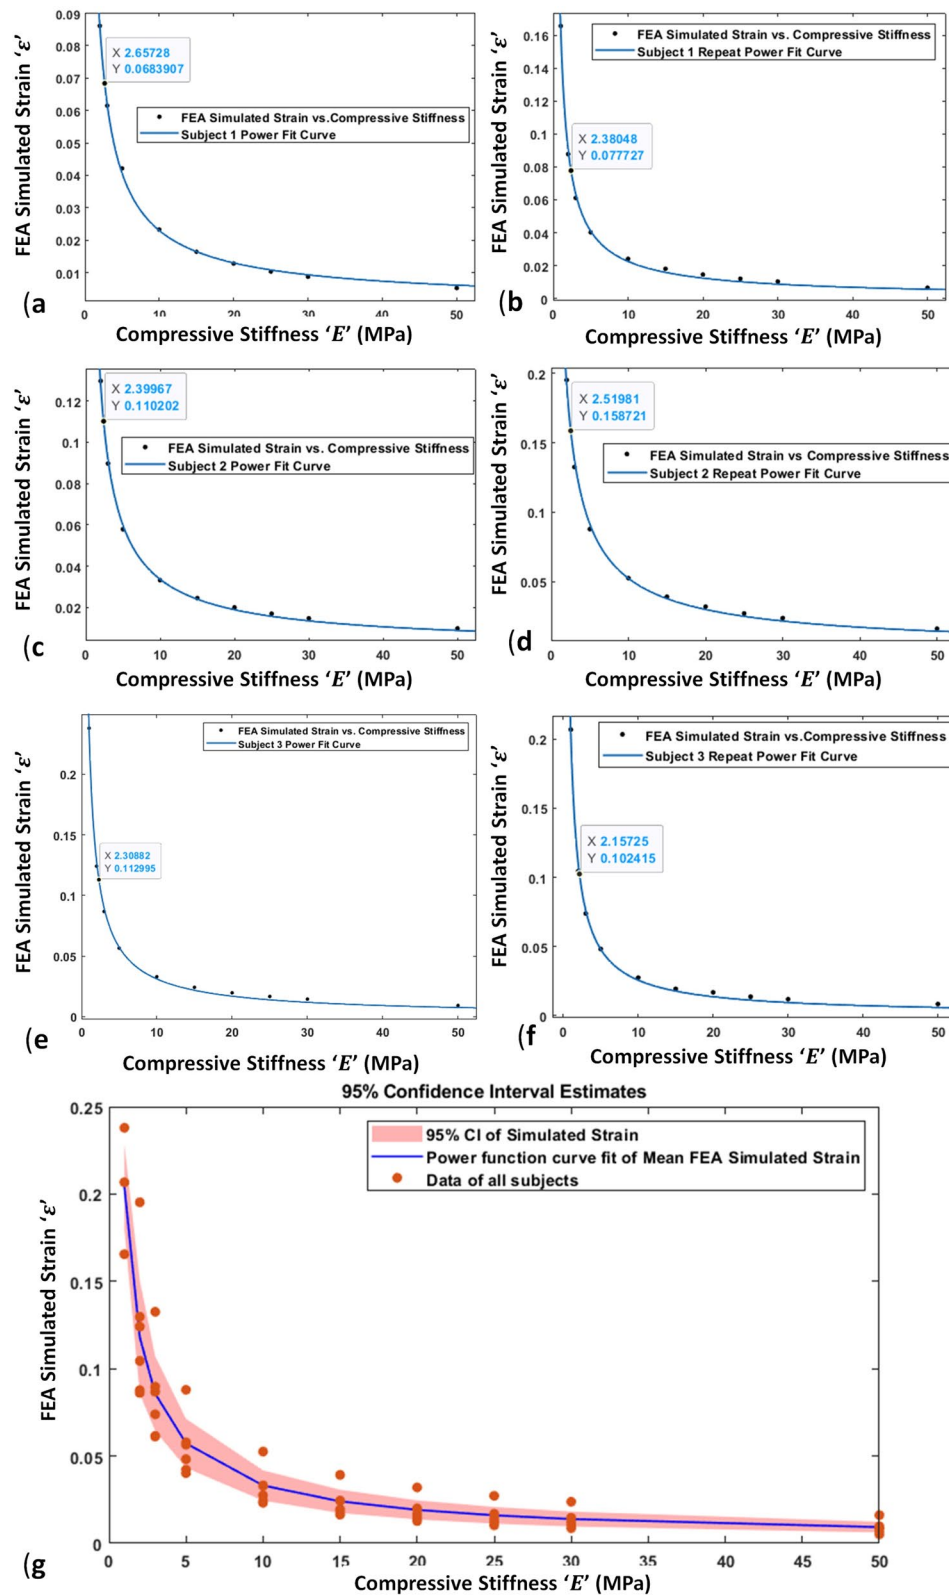 0.09
0.08
0.07
0.06
0.05
0.04
0.03
0.02
0.01
FEA Simulated Strain ‘ε’
X 2.65728
Y 0.0683907
FEA Simulated Strain vs.Compressive Stiffness
Subject 1 Power Fit Curve
0 10 20 30 40 50
(a
Compressive Stiffness ‘E’ (MPa)
0.16
0.14
0.12
0.1
0.08
0.06
0.04
0.02
0
FEA Simulated Strain ‘ε’
FEA Simulated Strain vs. Compressive Stiffness
Subject 1 Repeat Power Fit Curve
X 2.38048
Y 0.077727
0 10 20 30 40 50
(b
Compressive Stiffness ‘E’ (MPa)
0.12
0.1
0.08
0.06
0.04
0.02
FEA Simulated Strain ‘ε’
X 2.39967
Y 0.110202
FEA Simulated Strain vs. Compressive Stiffness
Subject 2 Power Fit Curve
0 10 20 30 40 50
(c
Compressive Stiffness ‘E’ (MPa)
0.2
0.15
0.1
0.05
FEA Simulated Strain ‘ε’
X 2.51981
Y 0.158721
FEA Simulated Strain vs Compressive Stiffness
Subject 2 Repeat Power Fit Curve
0 10 20 30 40 50
(d
Compressive Stiffness ‘E’ (MPa)
0.2
0.15
0.1
0.05
0
FEA Simulated Strain ‘ε’
FEA Simulated Strain vs. Compressive Stiffness
Subject 3 Power Fit Curve
X 2.30882
Y 0.112995
0 10 20 30 40 50
(e
Compressive Stiffness ‘E’ (MPa)
0.2
0.15
0.1
0.05
0
FEA Simulated Strain ‘ε’
FEA Simulated Strain vs.Compressive Stiffness
Subject 3 Repeat Power Fit Curve
X 2.15725
Y 0.102415
0 10 20 30 40 50
(f
Compressive Stiffness ‘E’ (MPa)
95% Confidence Interval Estimates
0.25
0.2
0.15
0.1
0.05
0
FEA Simulated Strain ‘ε’
95% CI of Simulated Strain
Power function curve fit of Mean FEA Simulated Strain
Data of all subjects
0 5 10 15 20 25 30 35 40 45 50
(g
Compressive Stiffness ‘E’ (MPa)